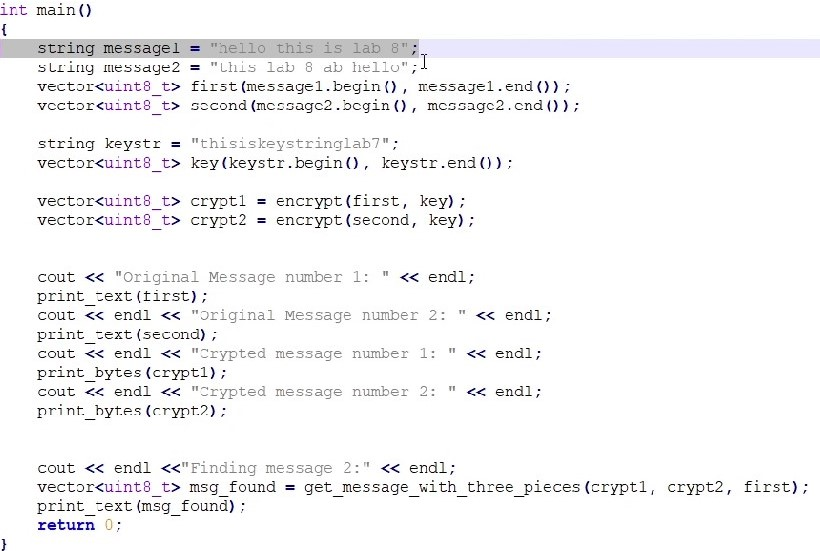 int main()
{
    string message1 = "hello this is lab 8";
    string message2 = "this lab 8 ab hello";
    vector<uint8_t> first(message1.begin(), message1.end());
    vector<uint8_t> second(message2.begin(), message2.end());
    string keystr = "thisiskeystringlab7";
    vector<uint8_t> key(keystr.begin(), keystr.end());
    vector<uint8_t> crypt1 = encrypt(first, key);
    vector<uint8_t> crypt2 = encrypt(second, key);
    cout << "Original Message number 1: " << endl;
    print_text(first);
    cout << endl << "Original Message number 2: " << endl;
    print_text(second);
    cout << endl << "Crypted message number 1: " << endl;
    print_bytes(crypt1);
    cout << endl << "Crypted message number 2: " << endl;
    print_bytes(crypt2);
    cout << endl <<"Finding message 2:" << endl;
    vector<uint8_t> msg_found = get_message_with_three_pieces(crypt1, crypt2, first);
    print_text(msg_found);
    return 0;
}